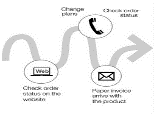 Change
plans
Check order
status
Web
Check order
status on the
website
Paper invoice
arrive with
the product